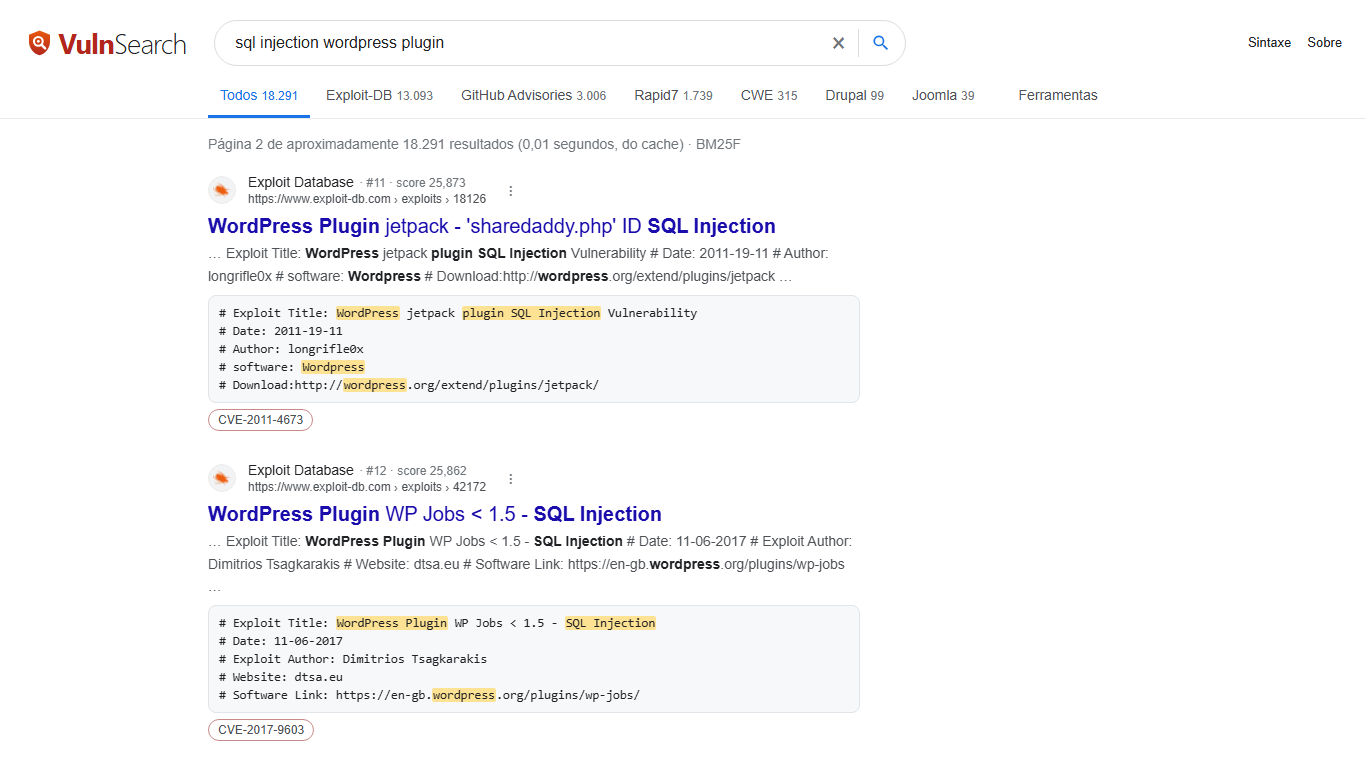 VulnSearch
sql injection wordpress plugin
Sintaxe Sobre
Todos 18.291 Exploit-DB 13.093 GitHub Advisories 3.006 Rapid7 1.739 CWE 315 Drupal 99 Joomla 39 Ferramentas
Página 2 de aproximadamente 18.291 resultados (0,01 segundos, do cache) · BM25F
Exploit Database · #11 · score 25,873
https://www.exploit-db.com › exploits › 18126
WordPress Plugin jetpack - 'sharedaddy.php' ID SQL Injection
… Exploit Title: WordPress jetpack plugin SQL Injection Vulnerability # Date: 2011-19-11 # Author:
longrifle0x # software: Wordpress # Download:http://wordpress.org/extend/plugins/jetpack …
# Exploit Title: WordPress jetpack plugin SQL Injection Vulnerability
# Date: 2011-19-11
# Author: longrifle0x
# software: Wordpress
# Download:http://wordpress.org/extend/plugins/jetpack/
CVE-2011-4673
Exploit Database · #12 · score 25,862
https://www.exploit-db.com › exploits › 42172
WordPress Plugin WP Jobs < 1.5 - SQL Injection
… Exploit Title: WordPress Plugin WP Jobs < 1.5 - SQL Injection # Date: 11-06-2017 # Exploit Author:
Dimitrios Tsagkarakis # Website: dtsa.eu # Software Link: https://en-gb.wordpress.org/plugins/wp-jobs
…
# Exploit Title: WordPress Plugin WP Jobs < 1.5 - SQL Injection
# Date: 11-06-2017
# Exploit Author: Dimitrios Tsagkarakis
# Website: dtsa.eu
# Software Link: https://en-gb.wordpress.org/plugins/wp-jobs/
CVE-2017-9603